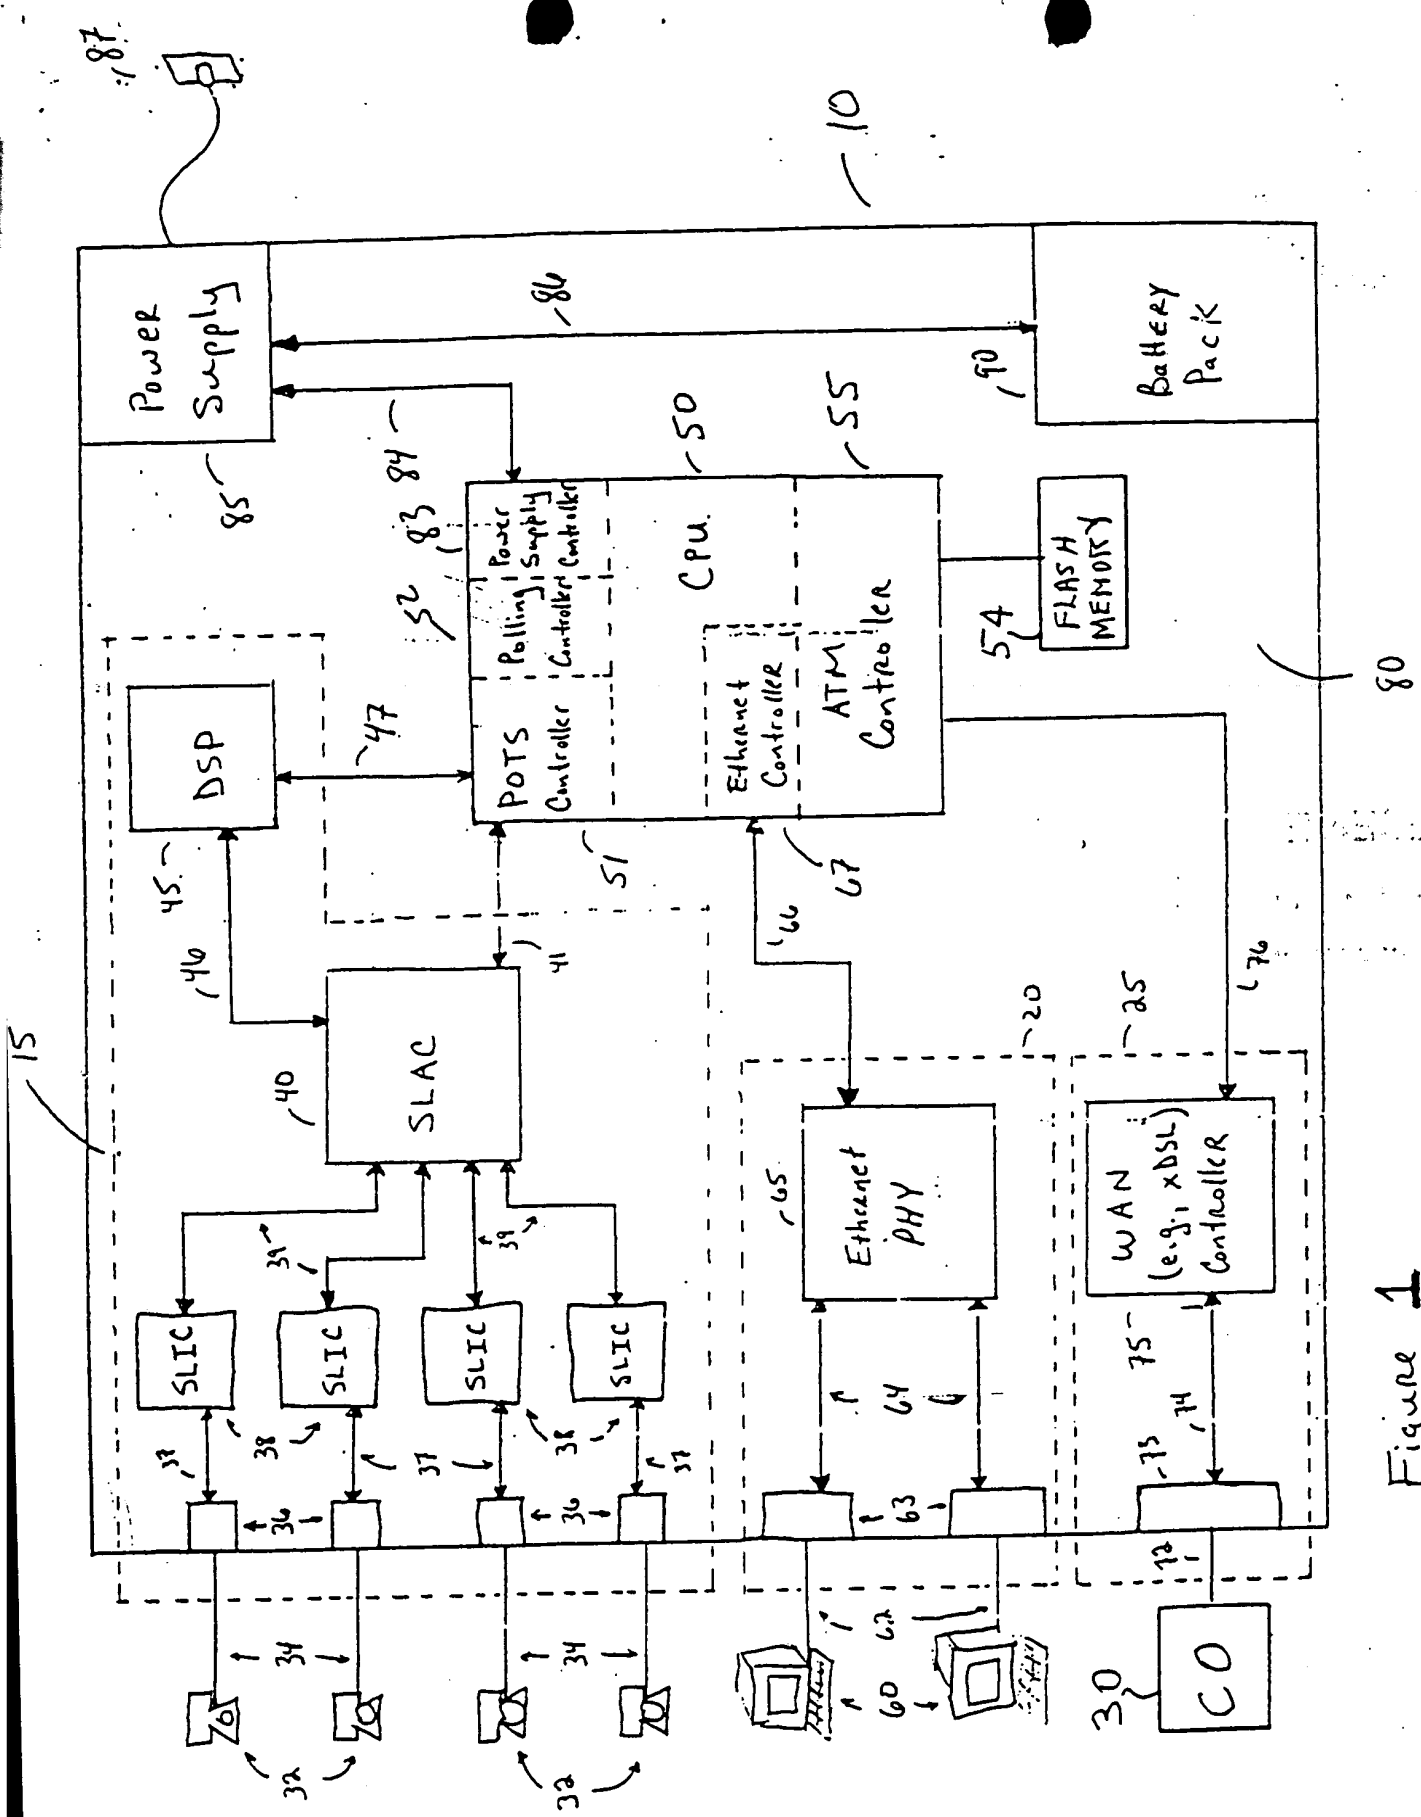 15
32
34
36
37
38
SLIC
39
SLIC
39
40
SLAC
46
45
DSP
47
85
Power
Supply
:187
32
34
36
37
38
SLIC
39
SLIC
37
41
51
POTS
Controller
52
Polling
Controller
83
Power
Supply
Controller
84
86
CPU
50
60
62
63
64
65
Ethernet
PHY
66
20
67
Ethernet
Controller
ATM
Controller
55
10
30
CO
72
73
74
75
WAN
(e.g., xDSL)
Controller
25
76
54
FLASH
MEMORY
80
90
Battery
Pack
Figure 1